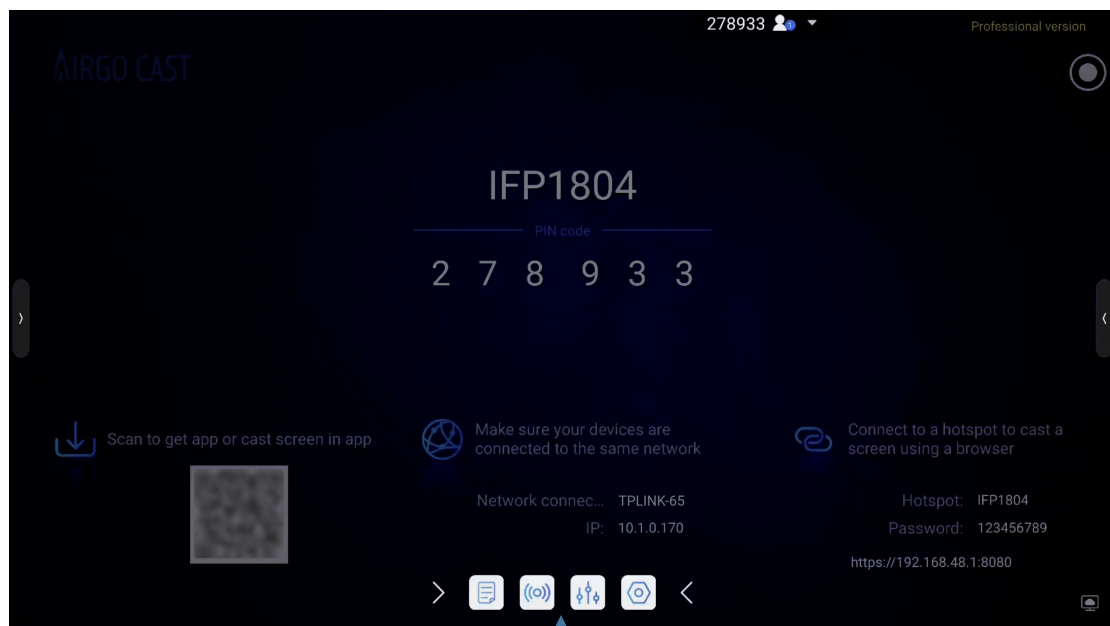 278933 1
Professional version
AIRGO CAST
IFP1804
PIN code
2 7 8 9 3 3
Scan to get app or cast screen in app
Make sure your devices are
connected to the same network
Connect to a hotspot to cast a
screen using a browser
Network connec... TPLINK-65
IP: 10.1.0.170
Hotspot: IFP1804
Password: 123456789
https://192.168.48.1:8080